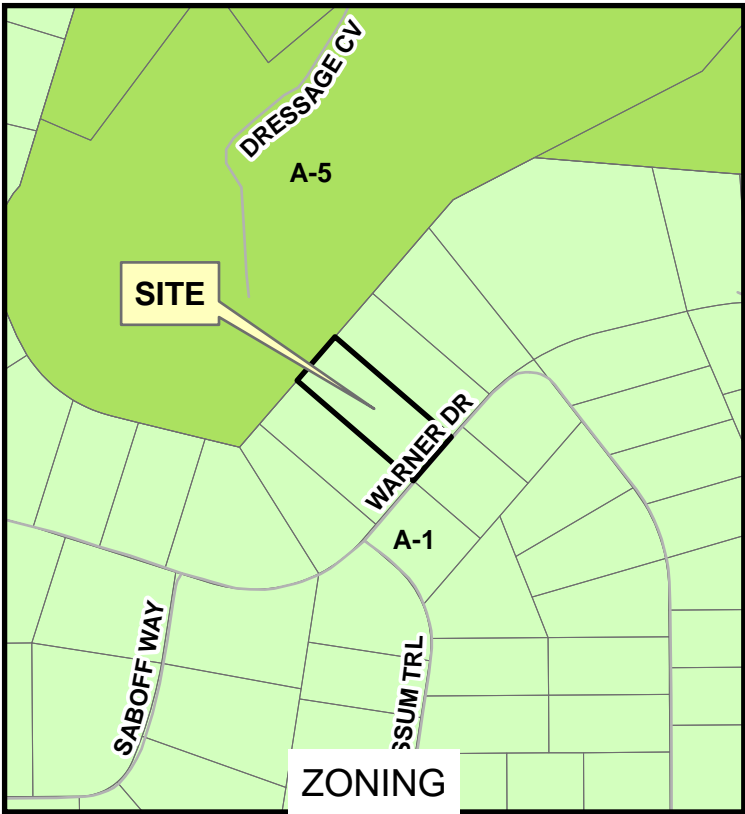 DRESSAGE CV
A-5
SITE
WARNER DR
A-1
SABOFF WAY
SSUM TRL
ZONING